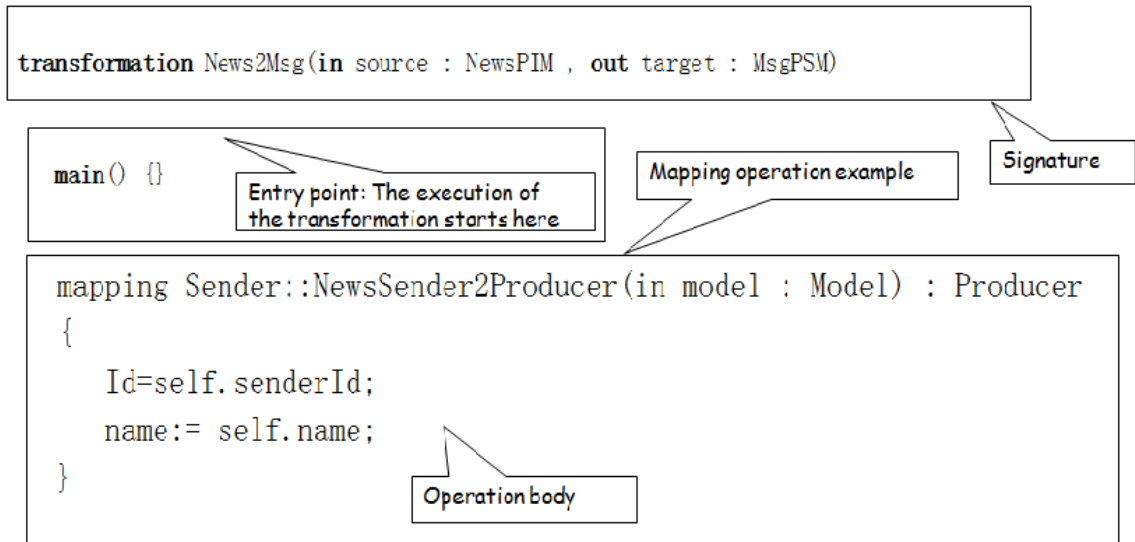 transformation News2Msg(in source : NewsPIM , out target : MsgPSM)
Signature
main() {}
Entry point: The execution of
the transformation starts here
Mapping operation example
mapping Sender::NewsSender2Producer(in model : Model) : Producer
{
Id=self.senderId;
name:= self.name;
}
Operation body